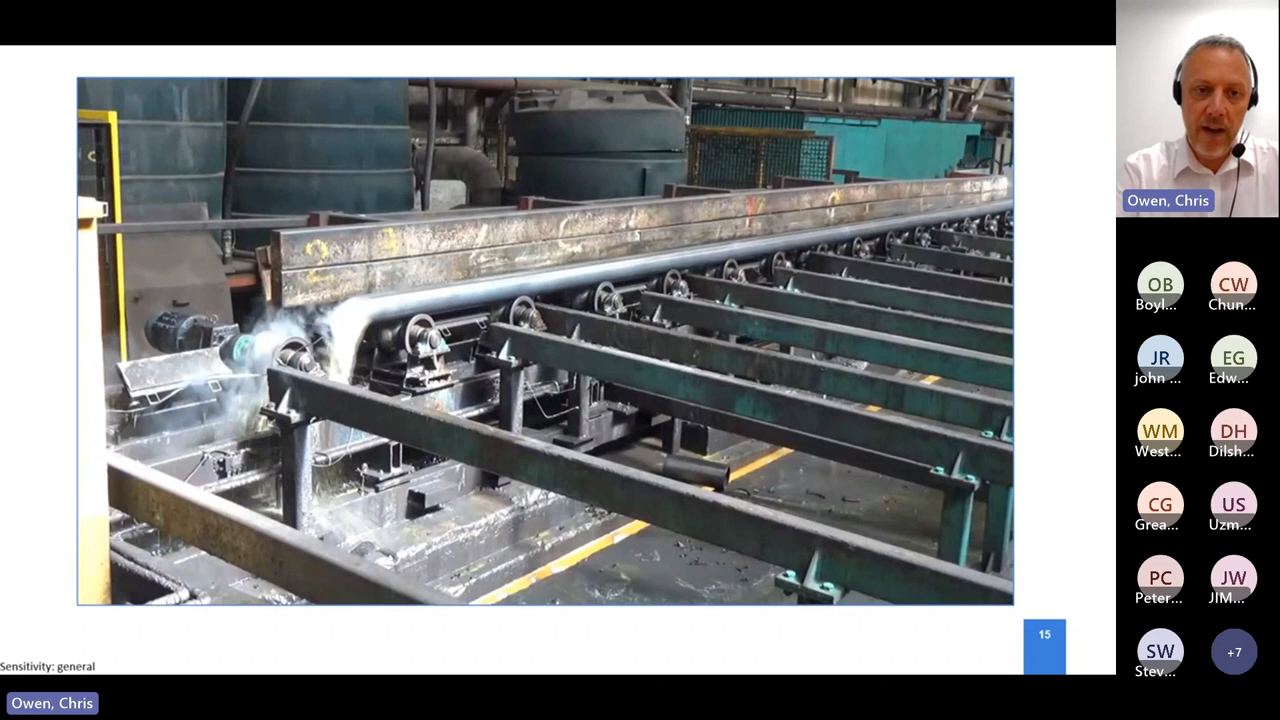 Owen, Chris
OB
CW
Boyl...
Chun...
JR
EG
john ...
Edw...
WM
DH
West...
Dilsh...
CG
US
Grea...
Uzm...
PC
JW
Peter...
JIM...
SW
+7
Stev...
15
Sensitivity: general
Owen, Chris